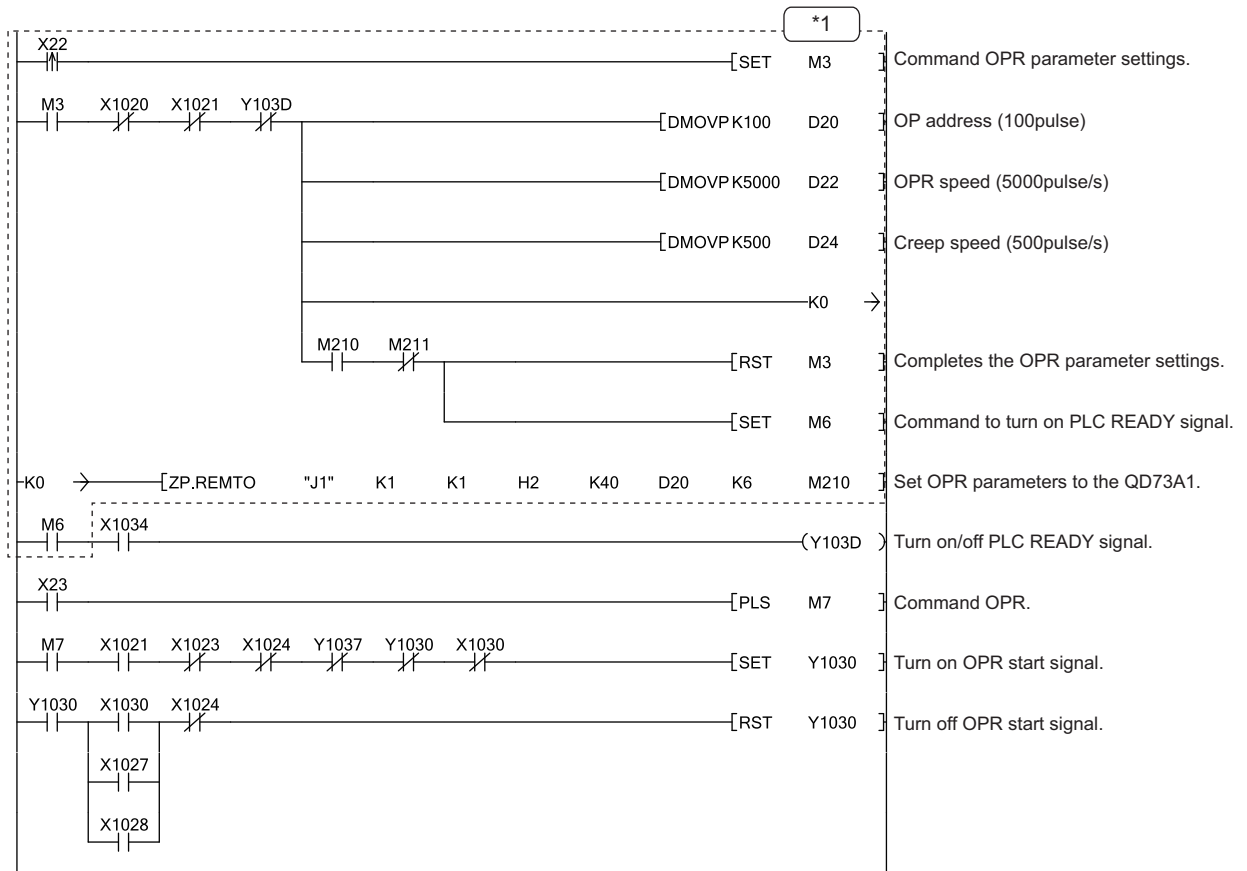 *1
X22
[SET M3 ] Command OPR parameter settings.
M3 X1020 X1021 Y103D
[DMOVP K100 D20 ] OP address (100pulse)
[DMOVP K5000 D22 ] OPR speed (5000pulse/s)
[DMOVP K500 D24 ] Creep speed (500pulse/s)
K0
M210 M211
[RST M3 ] Completes the OPR parameter settings.
[SET M6 ] Command to turn on PLC READY signal.
K0 [ZP.REMTO "J1" K1 K1 H2 K40 D20 K6 M210 ] Set OPR parameters to the QD73A1.
M6 X1034
(Y103D ) Turn on/off PLC READY signal.
X23
[PLS M7 ] Command OPR.
M7 X1021 X1023 X1024 Y1037 Y1030 X1030
[SET Y1030 ] Turn on OPR start signal.
Y1030 X1030 X1024
[RST Y1030 ] Turn off OPR start signal.
X1027
X1028